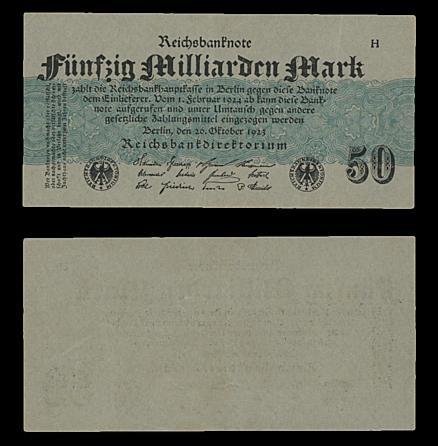 Reichsbanknote
H
Fünfzig Milliarden Mark
zahlt die Reichsbankhauptkasse in Berlin gegen diese Banknote
dem Einlieferer. Vom 1. Februar 1924 ab kann diese Bank-
note aufgerufen und unter Umtausch gegen andere
gesetzliche Zahlungsmittel eingezogen werden
Berlin, den 26. Oktober 1923
Reichsbankdirektorium
50